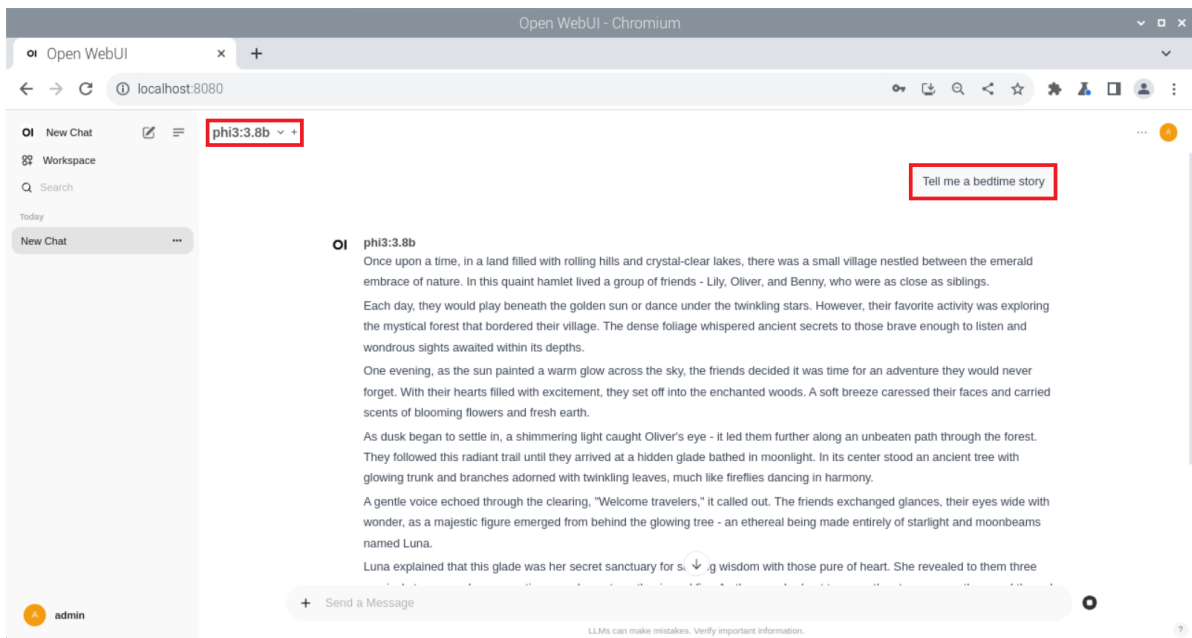 Open WebUI - Chromium
OI Open WebUI
localhost:8080
OI New Chat
phi3:3.8b
A
Workspace
Search
Tell me a bedtime story
Today
New Chat
OI phi3:3.8b
Once upon a time, in a land filled with rolling hills and crystal-clear lakes, there was a small village nestled between the emerald
embrace of nature. In this quaint hamlet lived a group of friends - Lily, Oliver, and Benny, who were as close as siblings.
Each day, they would play beneath the golden sun or dance under the twinkling stars. However, their favorite activity was exploring
the mystical forest that bordered their village. The dense foliage whispered ancient secrets to those brave enough to listen and
wondrous sights awaited within its depths.
One evening, as the sun painted a warm glow across the sky, the friends decided it was time for an adventure they would never
forget. With their hearts filled with excitement, they set off into the enchanted woods. A soft breeze caressed their faces and carried
scents of blooming flowers and fresh earth.
As dusk began to settle in, a shimmering light caught Oliver's eye - it led them further along an unbeaten path through the forest.
They followed this radiant trail until they arrived at a hidden glade bathed in moonlight. In its center stood an ancient tree with
glowing trunk and branches adorned with twinkling leaves, much like fireflies dancing in harmony.
A gentle voice echoed through the clearing, "Welcome travelers," it called out. The friends exchanged glances, their eyes wide with
wonder, as a majestic figure emerged from behind the glowing tree - an ethereal being made entirely of starlight and moonbeams
named Luna.
Luna explained that this glade was her secret sanctuary for wisdom with those pure of heart. She revealed to them three
A admin
Send a Message
LLMs can make mistakes. Verify important information.
?